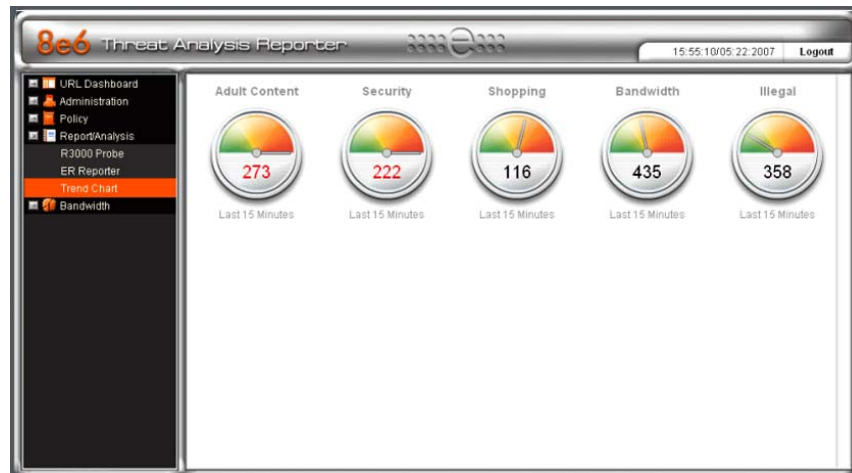 8e6 Threat Analysis Reporter
15:55:10/05:22:2007 Logout
URL Dashboard
Administration
Policy
Report/Analysis
R3000 Probe
ER Reporter
Trend Chart
Bandwidth
Adult Content
273
Last 15 Minutes
Security
222
Last 15 Minutes
Shopping
116
Last 15 Minutes
Bandwidth
435
Last 15 Minutes
Illegal
358
Last 15 Minutes